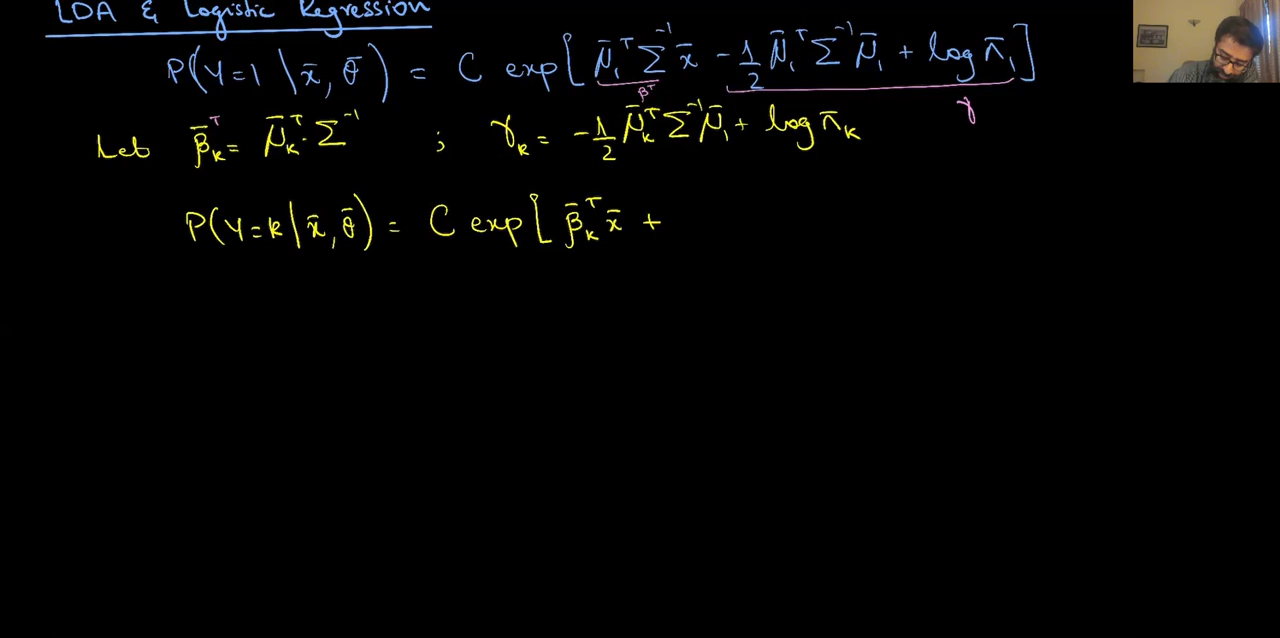 LDA & Logistic Regression
P(Y=1 | x̄, θ̄) = C exp[ μ̄₁ᵀ Σ⁻¹ x̄ - 1/2 μ̄₁ᵀ Σ⁻¹ μ̄₁ + log π̄₁ ]
βᵀ γ
Let β̄ₖᵀ = μ̄ₖᵀ · Σ⁻¹ ; γₖ = - 1/2 μ̄ₖᵀ Σ⁻¹ μ̄₁ + log π̄ₖ
P(Y=k | x̄, θ̄) = C exp[ β̄ₖᵀ x̄ +